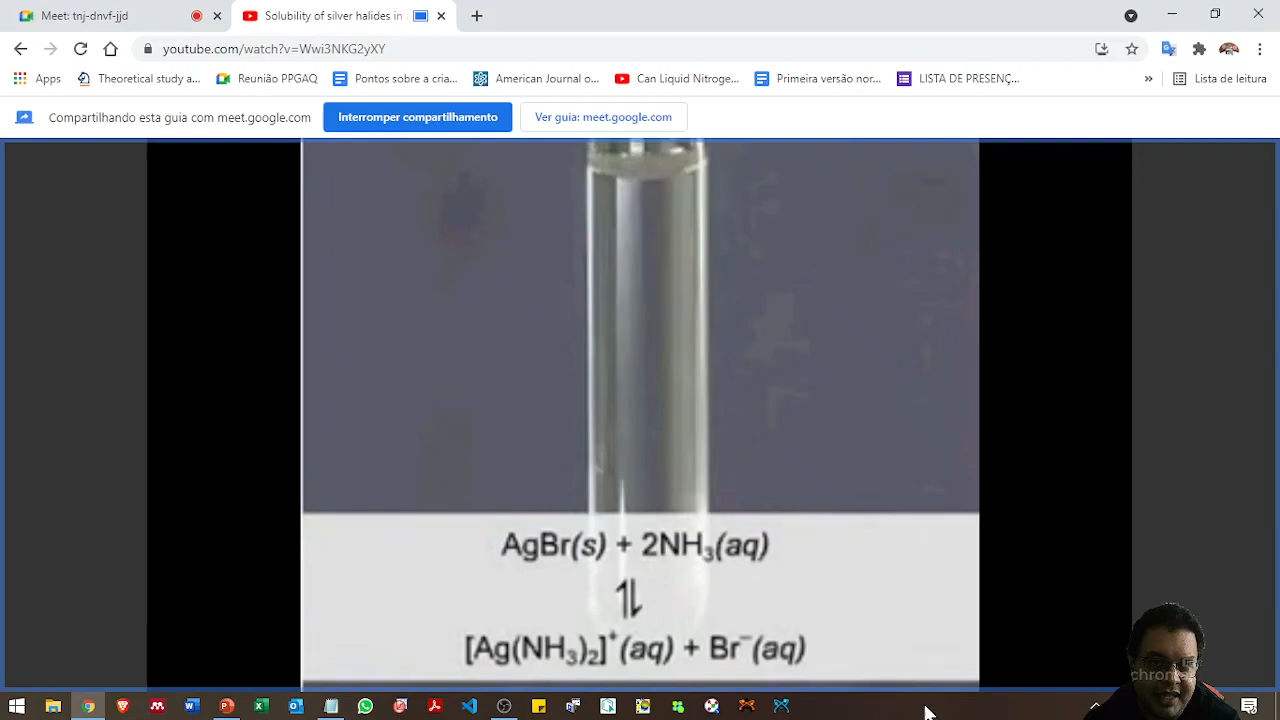 Meet: tnj-dnvf-jjd
Solubility of silver halides in
youtube.com/watch?v=Wwi3NKG2yXY
Apps Theoretical study a... Reunião PPGAQ Pontos sobre a cria... American Journal o... Can Liquid Nitroge... Primeira versão nor... LISTA DE PRESENÇ... » Lista de leitura
Compartilhando esta guia com meet.google.com Interromper compartilhamento Ver guia: meet.google.com
AgBr(s) + 2NH₃(aq)
⇌
[Ag(NH₃)₂]⁺(aq) + Br⁻(aq)